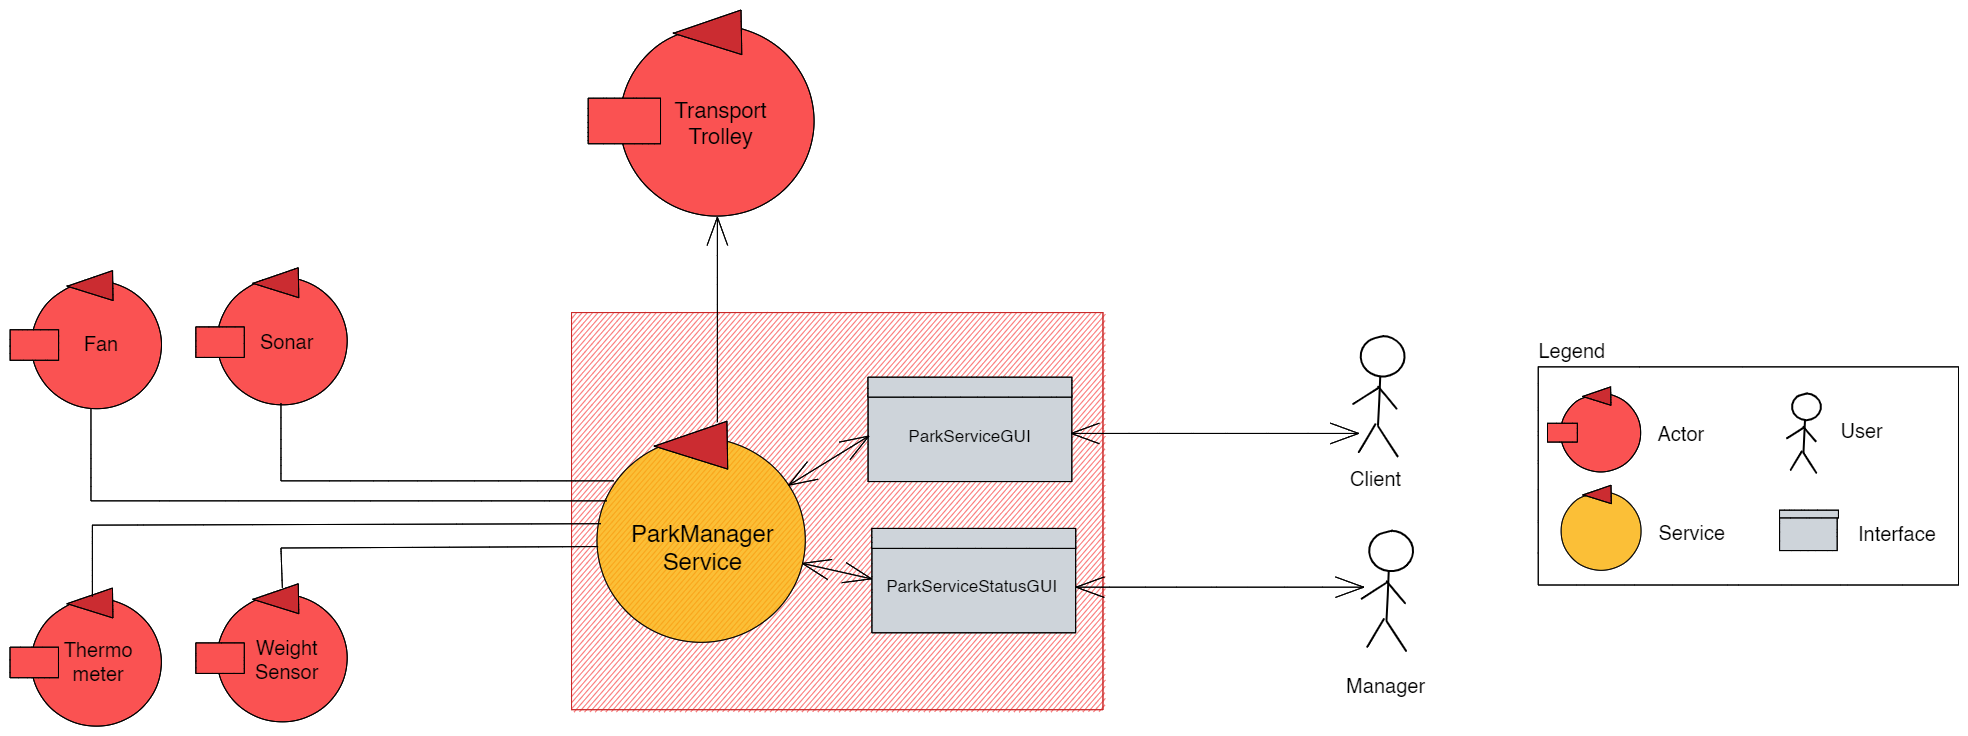 Transport
Trolley
Fan
Sonar
Thermo
meter
Weight
Sensor
ParkManager
Service
ParkServiceGUI
ParkServiceStatusGUI
Client
Manager
Legend
Actor
User
Service
Interface